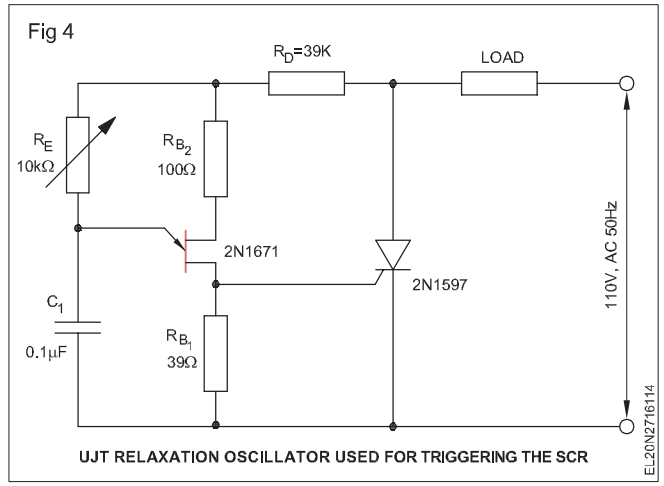 Fig 4
R_D=39K
LOAD
R_E
10kΩ
R_B2
100Ω
2N1671
2N1597
110V, AC 50Hz
C_1
0.1µF
R_B1
39Ω
UJT RELAXATION OSCILLATOR USED FOR TRIGGERING THE SCR
EL20N2716114